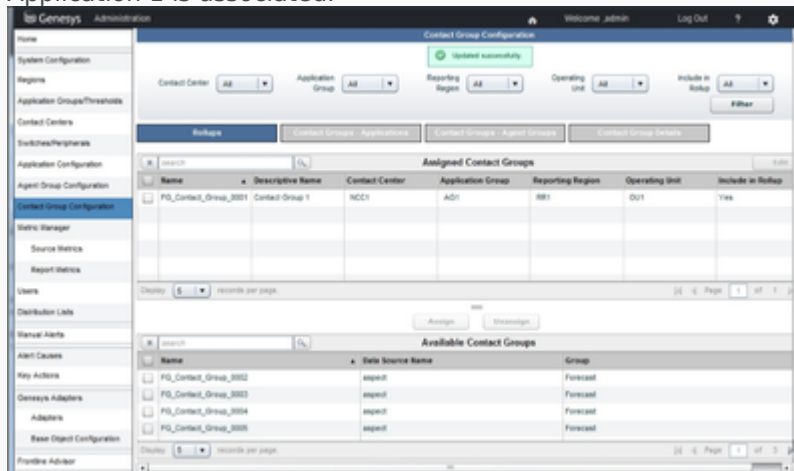 Application 1 is associated.
Genesys Administration Welcome ,admin Log Out ?
Home
System Configuration
Regions
Application Groups/Thresholds
Contact Centers
Switches/Peripherals
Application Configuration
Agent Group Configuration
Contact Group Configuration
Metric Manager
Source Metrics
Report Metrics
Users
Distribution Lists
Manual Alerts
Alert Causes
Key Actions
Genesys Adapters
Adapters
Base Object Configuration
Frontline Advisor
Contact Group Configuration
Updated successfully.
Contact Center All Application Group All Reporting Region All Operating Unit All Include in Rollup All
Filter
Rollups Contact Groups - Applications Contact Groups - Agent Groups Contact Group Details
x search Assigned Contact Groups Edit
Name Descriptive Name Contact Center Application Group Reporting Region Operating Unit Include in Rollup
FG_Contact_Group_0001 Contact Group 1 NCC1 AG1 RR1 OU1 Yes
Display 5 records per page. Page 1 of 1
Assign Unassign
x search Available Contact Groups
Name Data Source Name Group
FG_Contact_Group_0002 aspect Forecast
FG_Contact_Group_0003 aspect Forecast
FG_Contact_Group_0004 aspect Forecast
FG_Contact_Group_0005 aspect Forecast
Display 5 records per page. Page 1 of 3